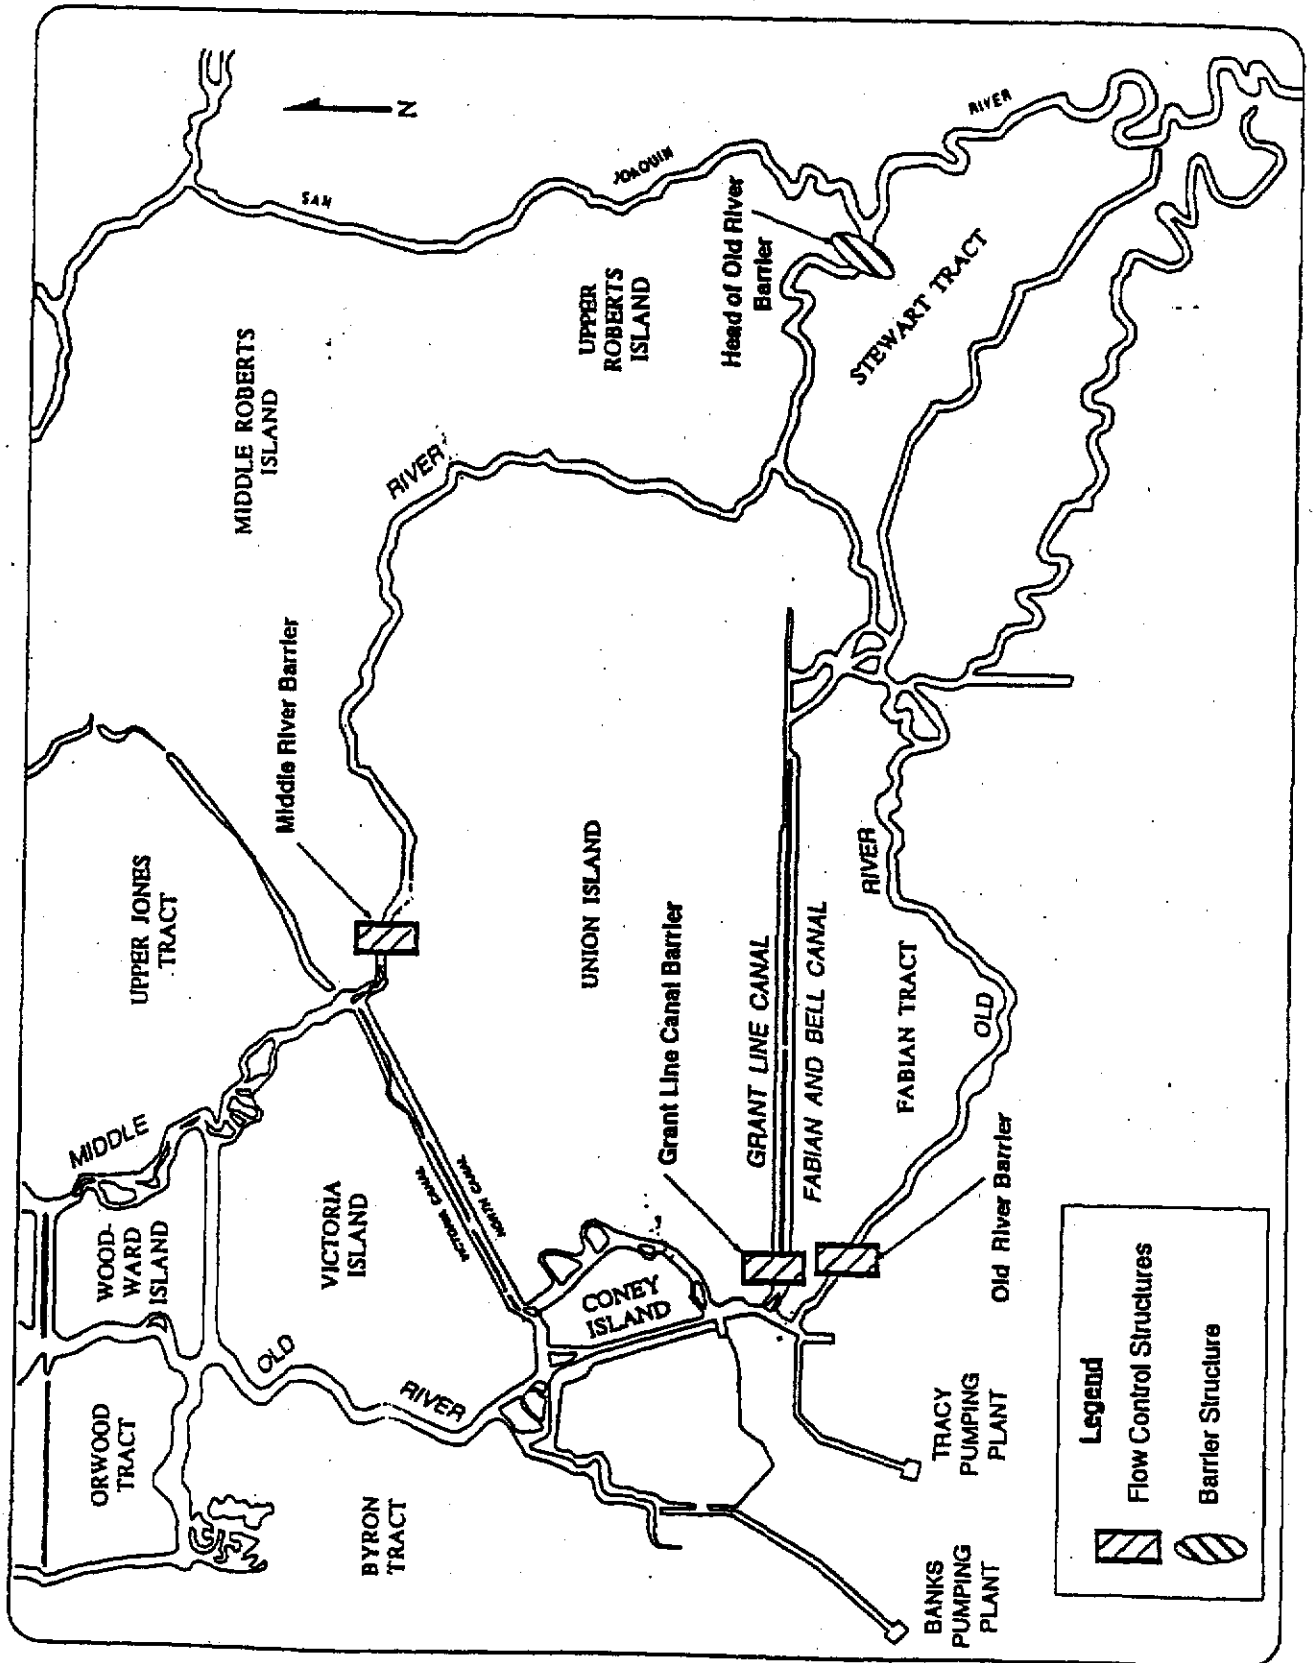 N
SAN
JOAQUIN
RIVER
MIDDLE ROBERTS
ISLAND
UPPER
ROBERTS
ISLAND
Head of Old River
Barrier
STEWART TRACT
RIVER
Middle River Barrier
UPPER JONES
TRACT
UNION ISLAND
Grant Line Canal Barrier
GRANT LINE CANAL
FABIAN AND BELL CANAL
RIVER
FABIAN TRACT
OLD
MIDDLE
WOOD-
WARD
ISLAND
VICTORIA
ISLAND
VICTORIA CANAL
NORTH CANAL
CONEY
ISLAND
Old River Barrier
OLD
RIVER
ORWOOD
TRACT
BYRON
TRACT
TRACY
PUMPING
PLANT
BANKS
PUMPING
PLANT
Legend
Flow Control Structures
Barrier Structure